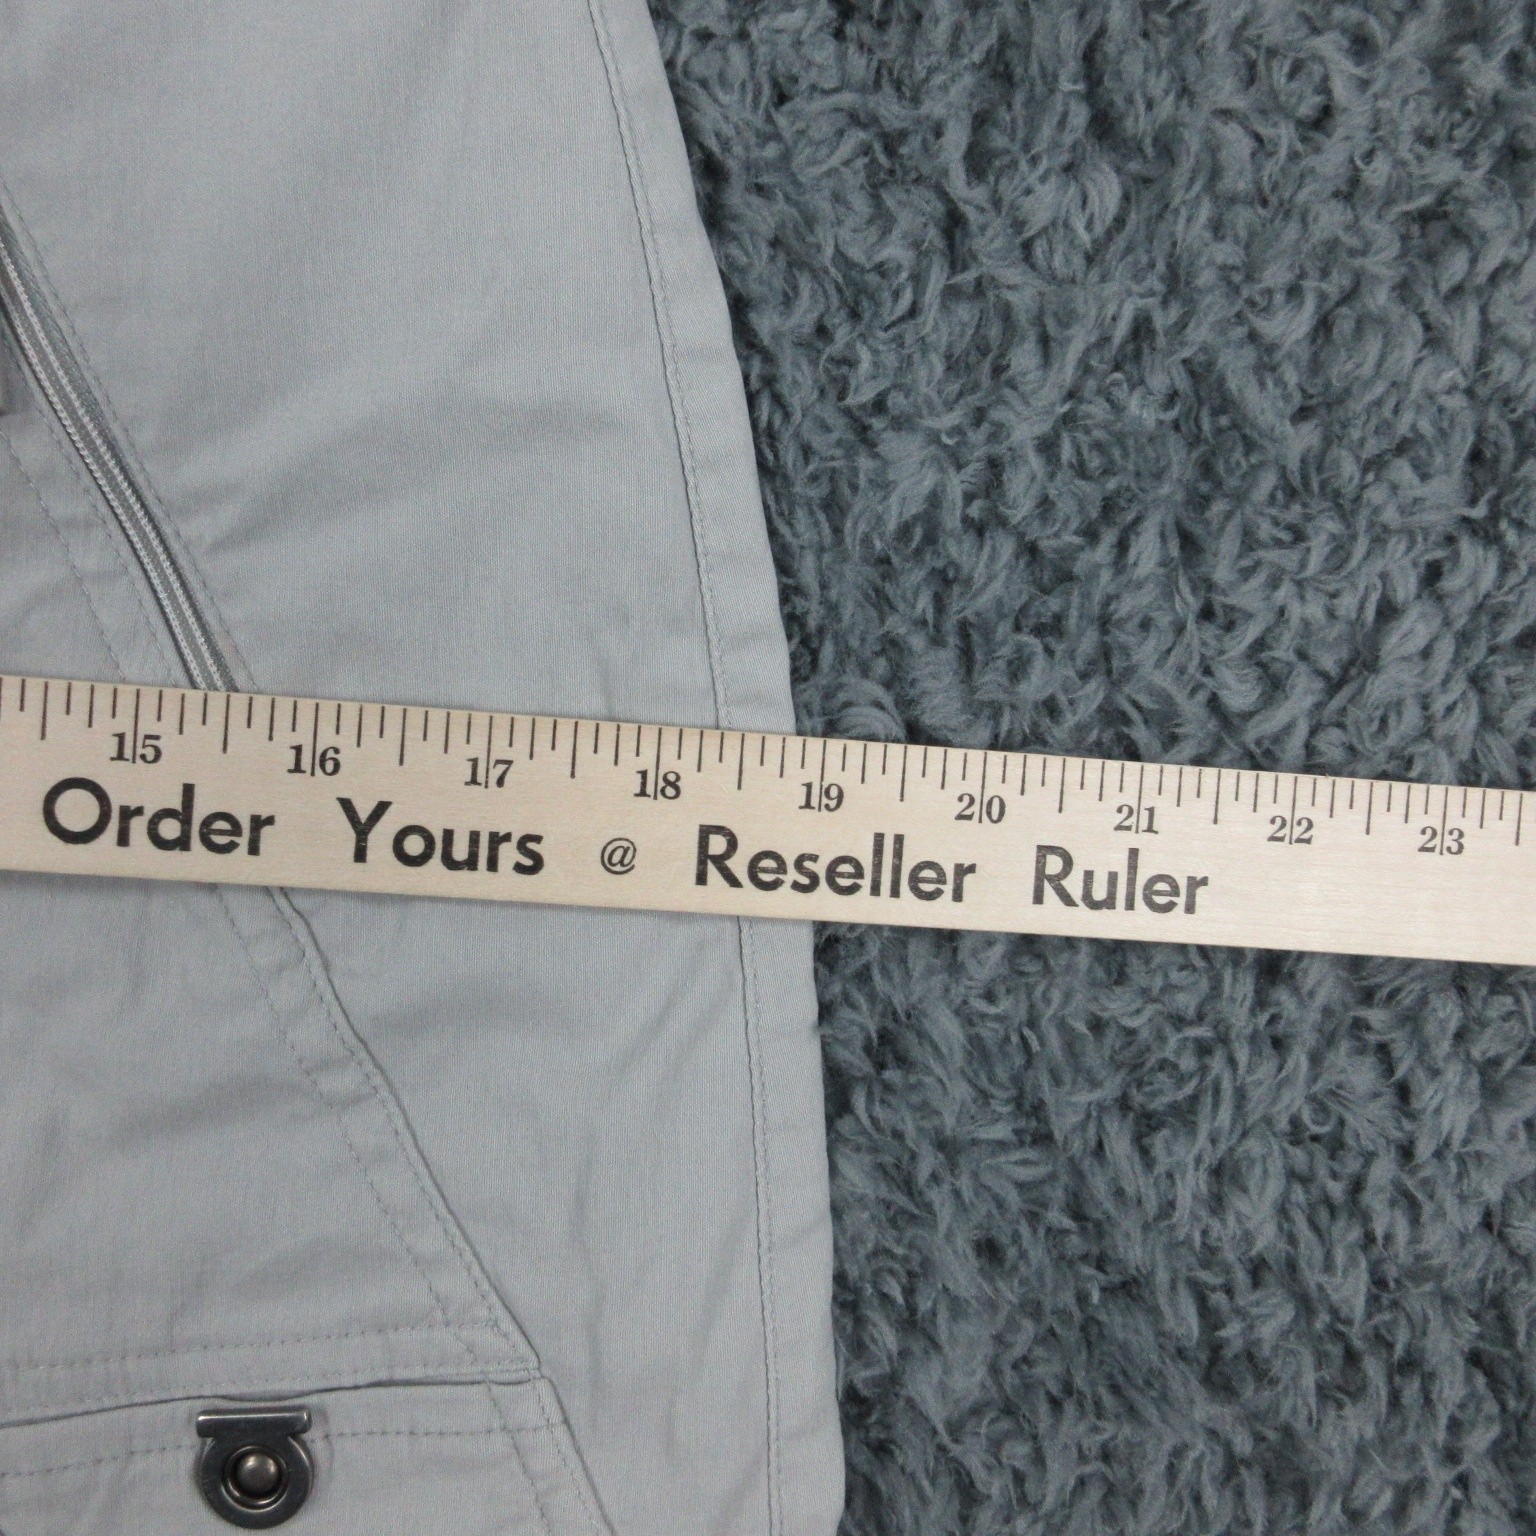 15 16 17 18 19 20 21 22 23
Order Yours @ Reseller Ruler